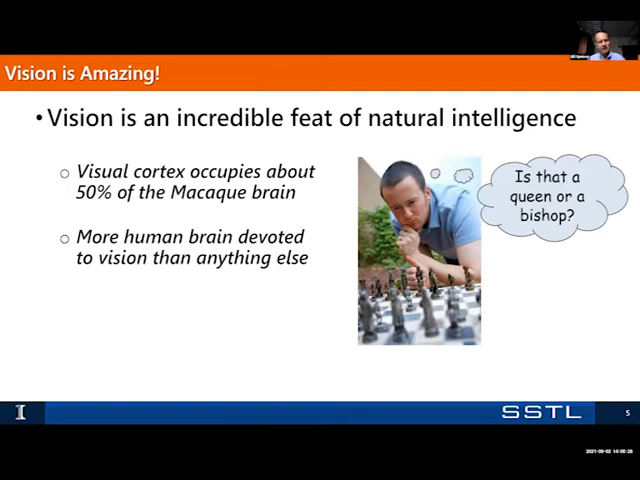 Vision is Amazing!
• Vision is an incredible feat of natural intelligence
o Visual cortex occupies about
50% of the Macaque brain
o More human brain devoted
to vision than anything else
Is that a
queen or a
bishop?
I
SSTL
5